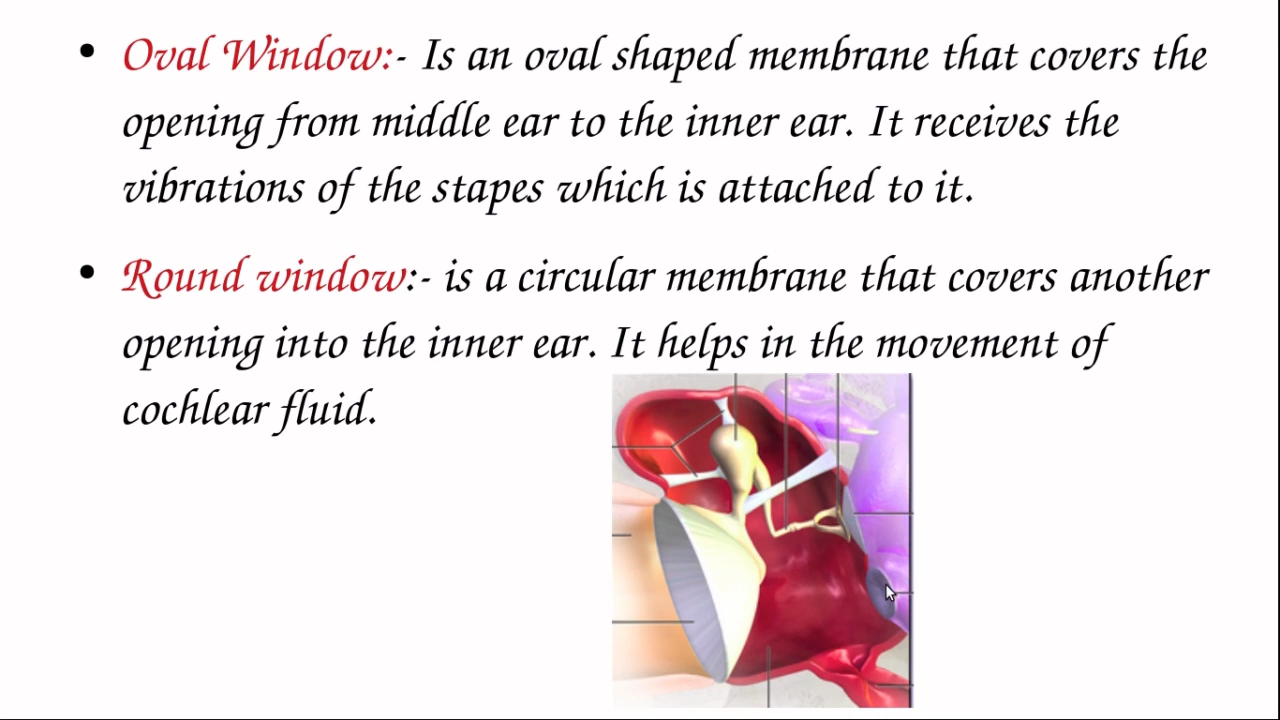 • Oval Window:- Is an oval shaped membrane that covers the
opening from middle ear to the inner ear. It receives the
vibrations of the stapes which is attached to it.
• Round window:- is a circular membrane that covers another
opening into the inner ear. It helps in the movement of
cochlear fluid.